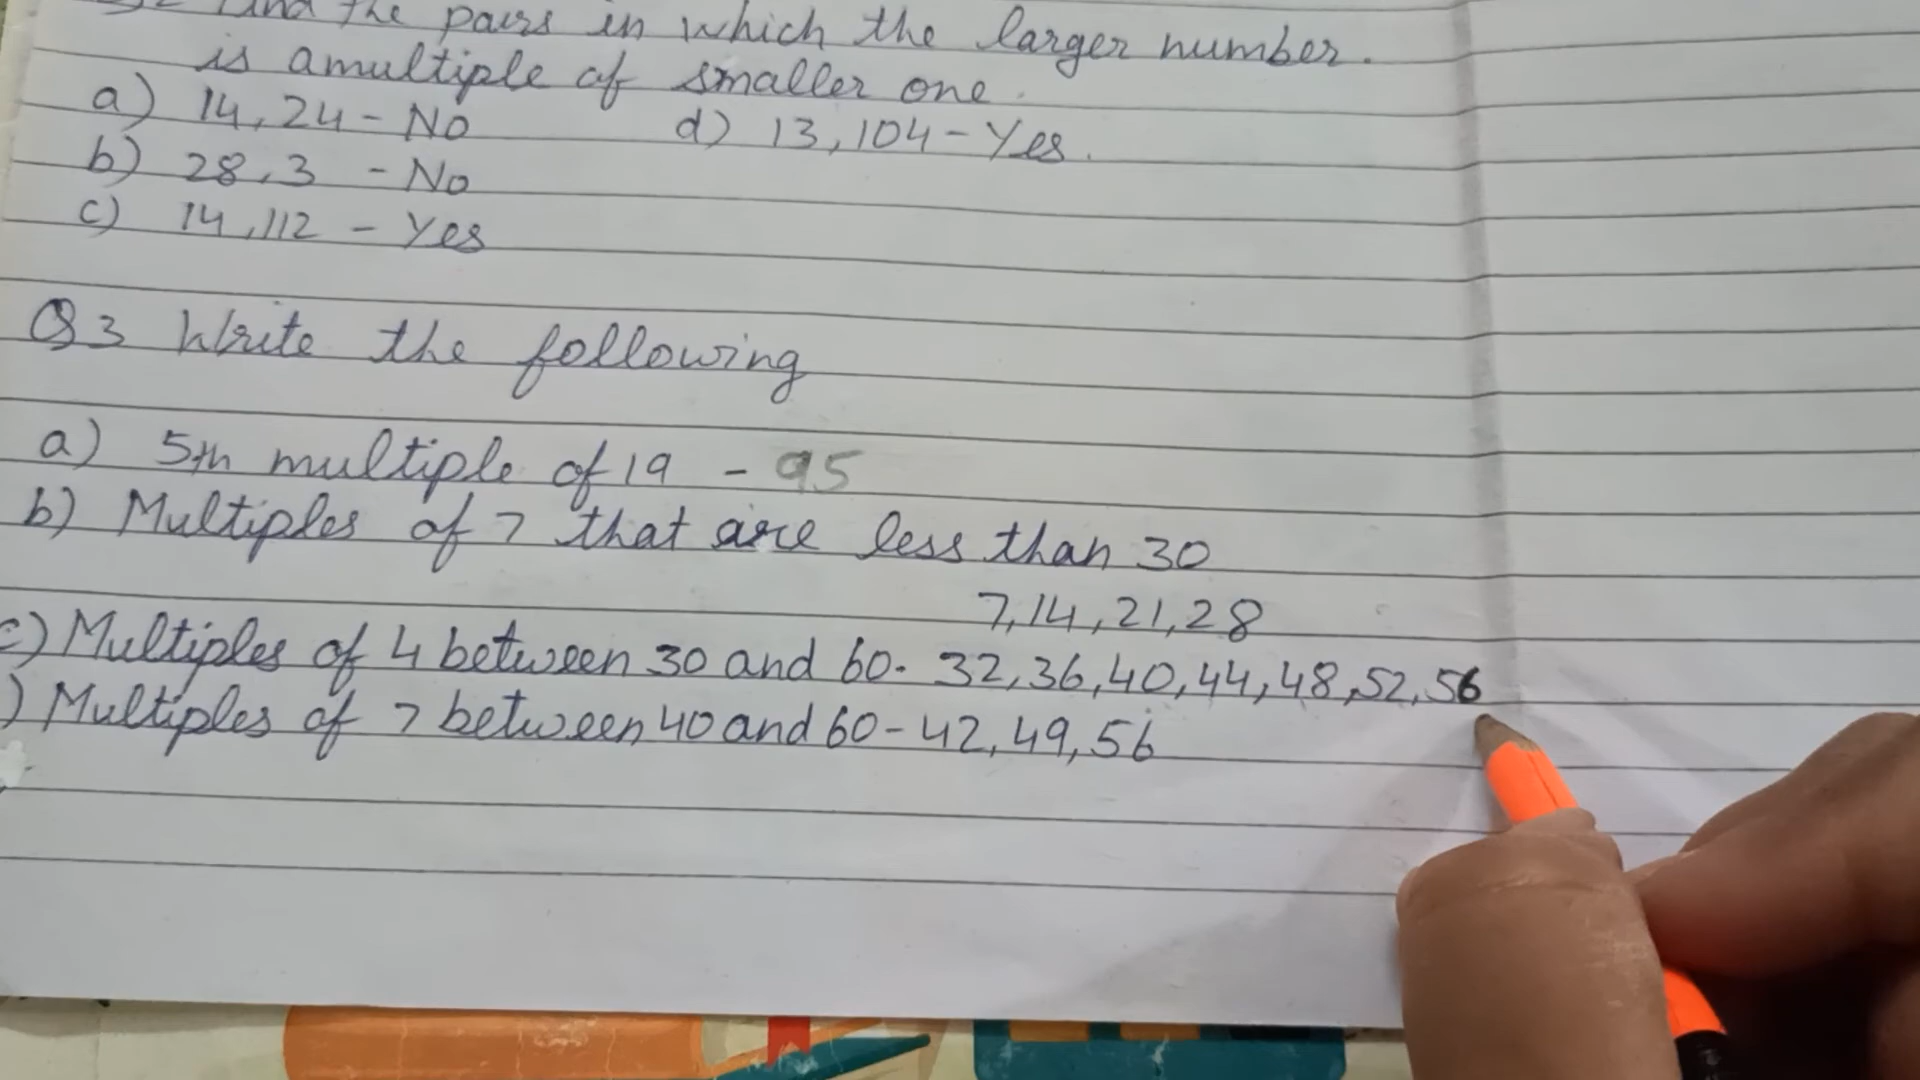 find the pairs in which the larger number.
is a multiple of smaller one.
a) 14, 24 - No d) 13, 104 - Yes.
b) 28, 3 - No
c) 14, 112 - Yes
Q3 Write the following
a) 5th multiple of 19 - 95
b) Multiples of 7 that are less than 30
7, 14, 21, 28
c) Multiples of 4 between 30 and 60. 32, 36, 40, 44, 48, 52, 56
) Multiples of 7 between 40 and 60 - 42, 49, 56